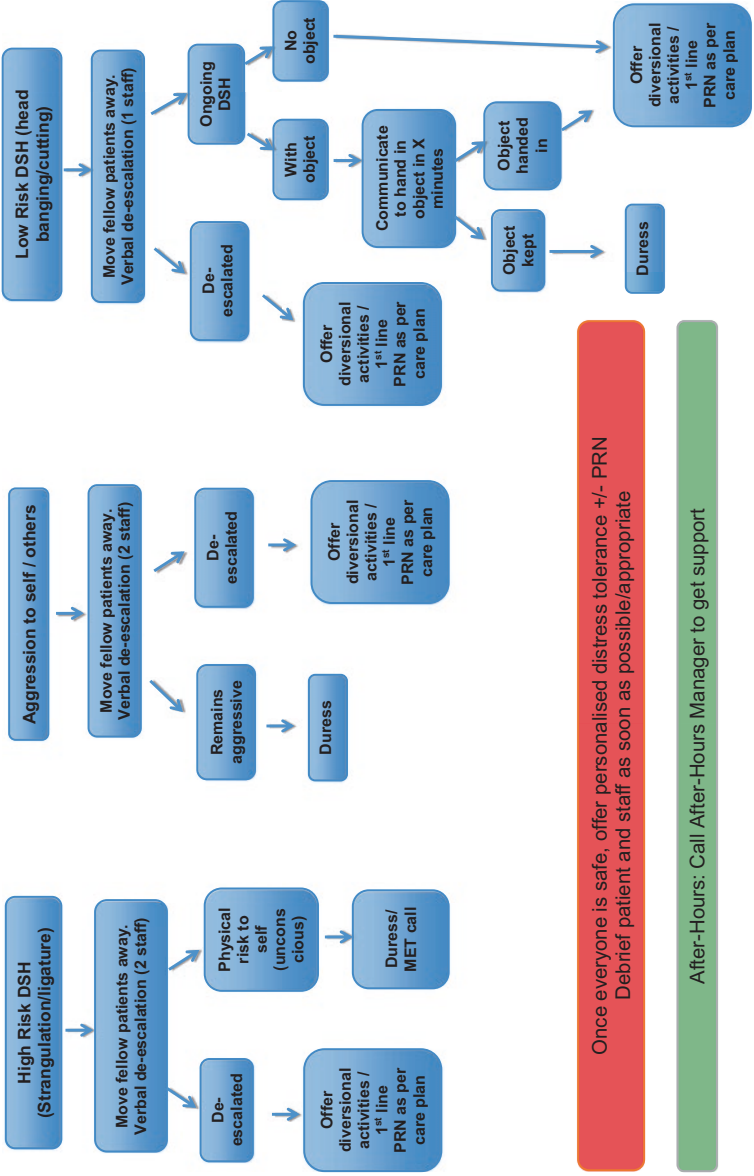 High Risk DSH
(Strangulation/ligature)
Move fellow patients away.
Verbal de-escalation (2 staff)
De-
escalated
Offer
diversional
activities /
1st line
PRN as per
care plan
Physical
risk to
self
(uncons
cious)
Duress/
MET call
Aggression to self / others
Move fellow patients away.
Verbal de-escalation (2 staff)
Remains
aggressive
Duress
De-
escalated
Offer
diversional
activities /
1st line
PRN as per
care plan
Low Risk DSH (head
banging/cutting)
Move fellow patients away.
Verbal de-escalation (1 staff)
De-
escalated
Offer
diversional
activities /
1st line
PRN as per
care plan
Ongoing
DSH
With
object
No
object
Communicate
to hand in
object in X
minutes
Object
kept
Duress
Object
handed
in
Offer
diversional
activities /
1st line
PRN as per
care plan
Once everyone is safe, offer personalised distress tolerance +/- PRN
Debrief patient and staff as soon as possible/appropriate
After-Hours: Call After-Hours Manager to get support